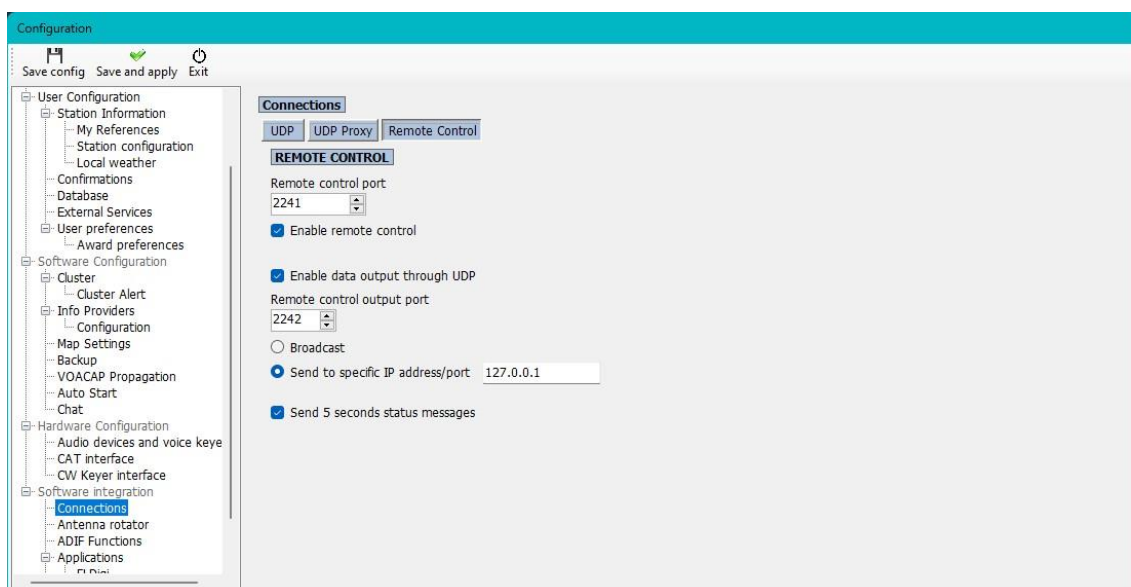 Configuration
Save config Save and apply Exit
User Configuration
Station Information
My References
Station configuration
Local weather
Confirmations
Database
External Services
User preferences
Award preferences
Software Configuration
Cluster
Cluster Alert
Info Providers
Configuration
Map Settings
Backup
VOACAP Propagation
Auto Start
Chat
Hardware Configuration
Audio devices and voice keye
CAT interface
CW Keyer interface
Software integration
Connections
Antenna rotator
ADIF Functions
Applications
Connections
UDP UDP Proxy Remote Control
REMOTE CONTROL
Remote control port
2241
Enable remote control
Enable data output through UDP
Remote control output port
2242
Broadcast
Send to specific IP address/port 127.0.0.1
Send 5 seconds status messages